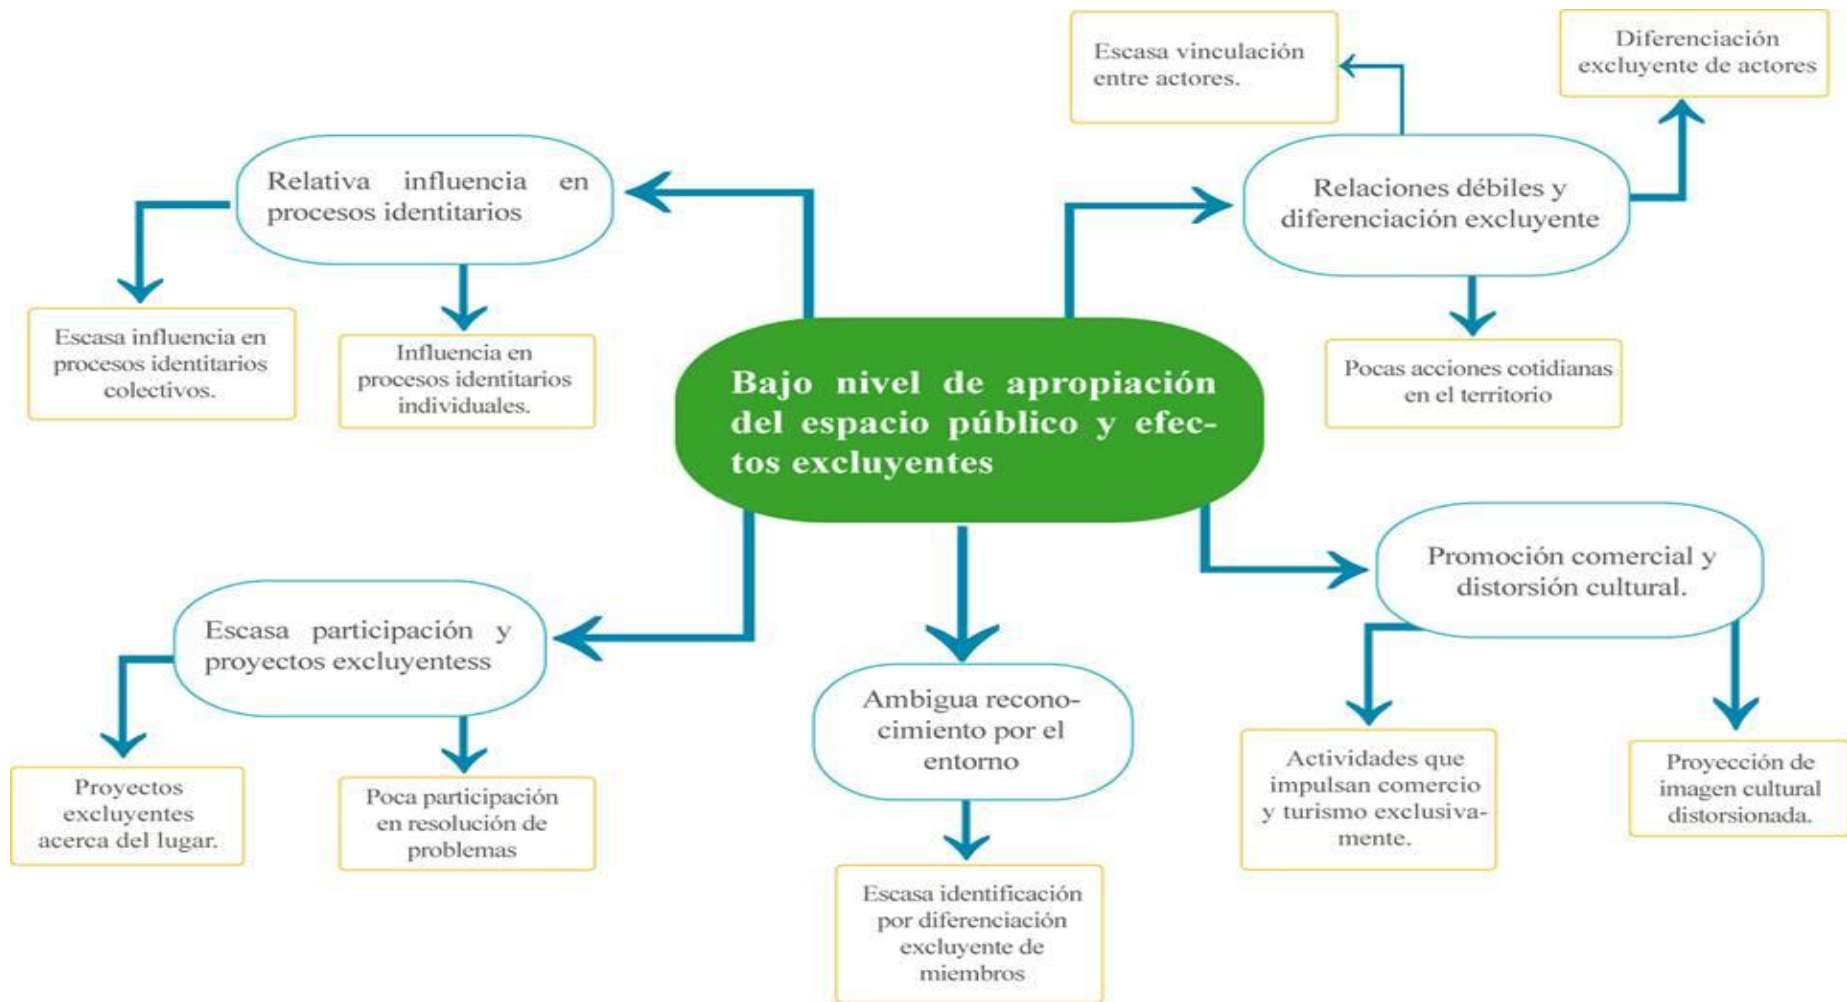 Escasa vinculación
entre actores.
Diferenciación
excluyente de actores
Relativa influencia en
procesos identitarios
Relaciones débiles y
diferenciación excluyente
Escasa influencia en
procesos identitarios
colectivos.
Influencia en
procesos identitarios
individuales.
Pocas acciones cotidianas
en el territorio
Bajo nivel de apropiación
del espacio público y efec-
tos excluyentes
Promoción comercial y
distorsión cultural.
Escasa participación y
proyectos excluyentess
Ambigua recono-
cimiento por el
entorno
Proyectos
excluyentes
acerca del lugar.
Poca participación
en resolución de
problemas
Actividades que
impulsan comercio
y turismo exclusiva-
mente.
Proyección de
imagen cultural
distorsionada.
Escasa identificación
por diferenciación
excluyente de
miembros